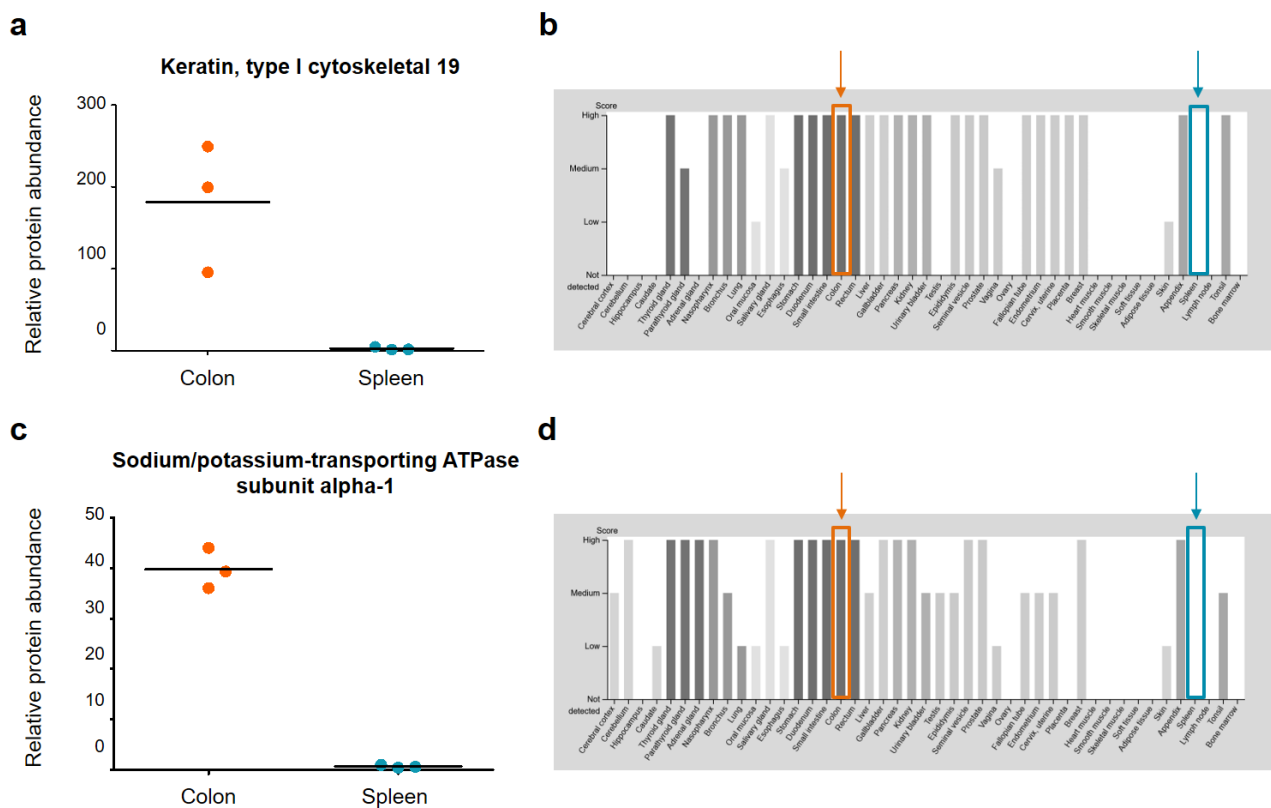 a
Keratin, type I cytoskeletal 19
Relative protein abundance
300
200
100
0
Colon
Spleen
b
Score
High
Medium
Low
Not
detected
Cerebral cortex
Cerebellum
Hippocampus
Caudate
Thyroid gland
Parathyroid gland
Adrenal gland
Nasopharynx
Bronchus
Lung
Oral mucosa
Salivary gland
Esophagus
Stomach
Duodenum
Small intestine
Colon
Rectum
Liver
Gallbladder
Pancreas
Kidney
Urinary bladder
Testis
Epididymis
Seminal vesicle
Prostate
Vagina
Ovary
Fallopian tube
Endometrium
Cervix, uterine
Placenta
Breast
Heart muscle
Smooth muscle
Skeletal muscle
Soft tissue
Adipose tissue
Skin
Appendix
Spleen
Lymph node
Tonsil
Bone marrow
c
Sodium/potassium-transporting ATPase
subunit alpha-1
Relative protein abundance
50
40
30
20
10
0
Colon
Spleen
d
Score
High
Medium
Low
Not
detected
Cerebral cortex
Cerebellum
Hippocampus
Caudate
Thyroid gland
Parathyroid gland
Adrenal gland
Nasopharynx
Bronchus
Lung
Oral mucosa
Salivary gland
Esophagus
Stomach
Duodenum
Small intestine
Colon
Rectum
Liver
Gallbladder
Pancreas
Kidney
Urinary bladder
Testis
Epididymis
Seminal vesicle
Prostate
Vagina
Ovary
Fallopian tube
Endometrium
Cervix, uterine
Placenta
Breast
Heart muscle
Smooth muscle
Skeletal muscle
Soft tissue
Adipose tissue
Skin
Appendix
Spleen
Lymph node
Tonsil
Bone marrow